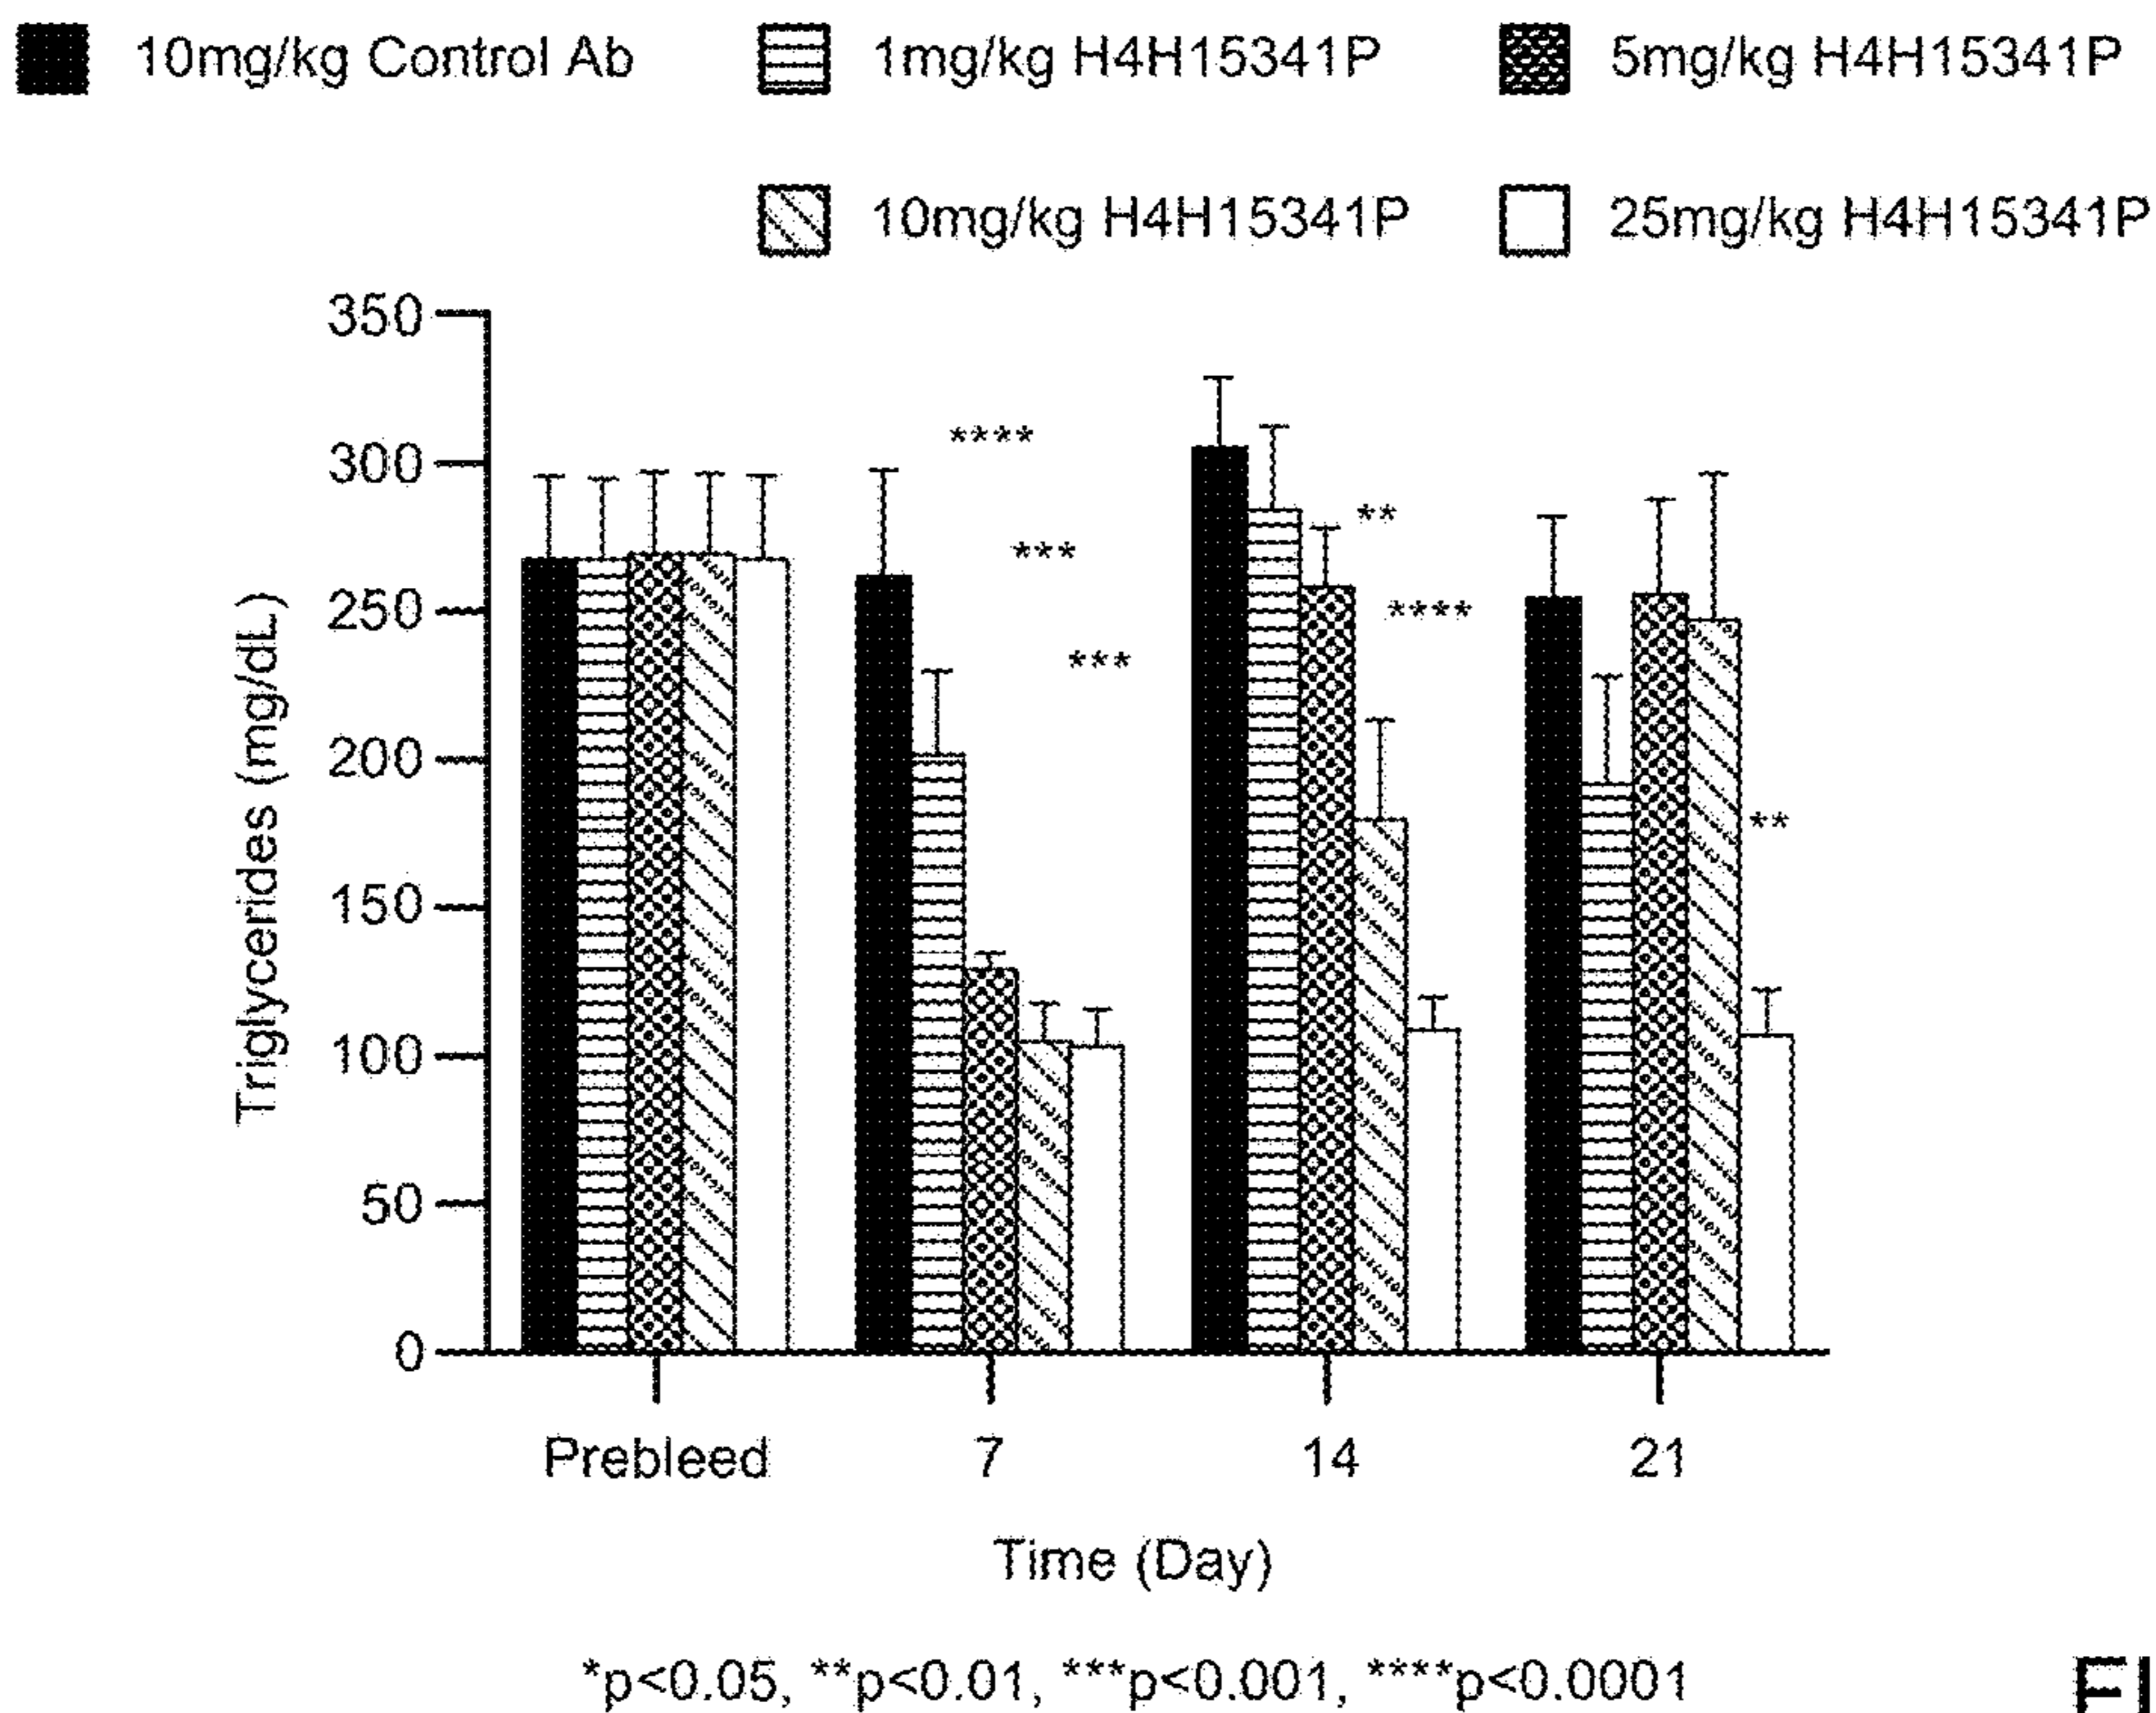 10mg/kg Control Ab 1mg/kg H4H15341P 5mg/kg H4H15341P
10mg/kg H4H15341P 25mg/kg H4H15341P
350
300
250
200
150
100
50
0
Triglycerides (mg/dL)
****
***
***
**
****
**
Prebleed 7 14 21
Time (Day)
*p<0.05, **p<0.01, ***p<0.001, ****p<0.0001